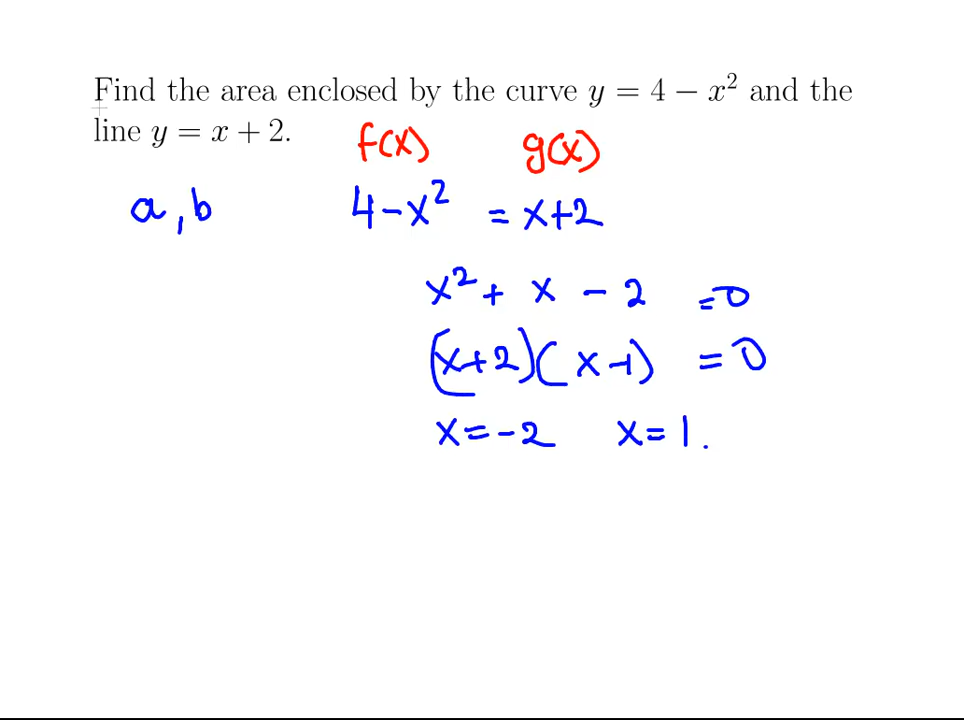 Find the area enclosed by the curve y = 4 − x² and the
line y = x + 2.
f(x) g(x)
a, b 4-x² = x+2
x² + x - 2 = 0
(x+2)(x-1) = 0
x=-2 x=1.